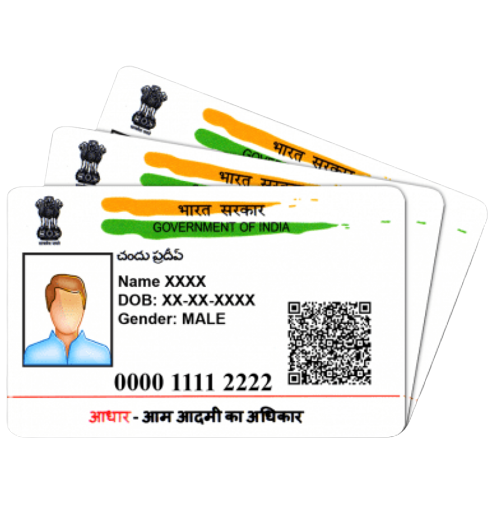 भारत सरकार
GOVERN
भारत सरकार
भारत सरकार
GOVERNMENT OF INDIA
చందు ప్రదీప్
Name XXXX
DOB: XX-XX-XXXX
Gender: MALE
0000 1111 2222
आधार - आम आदमी का अधिकार